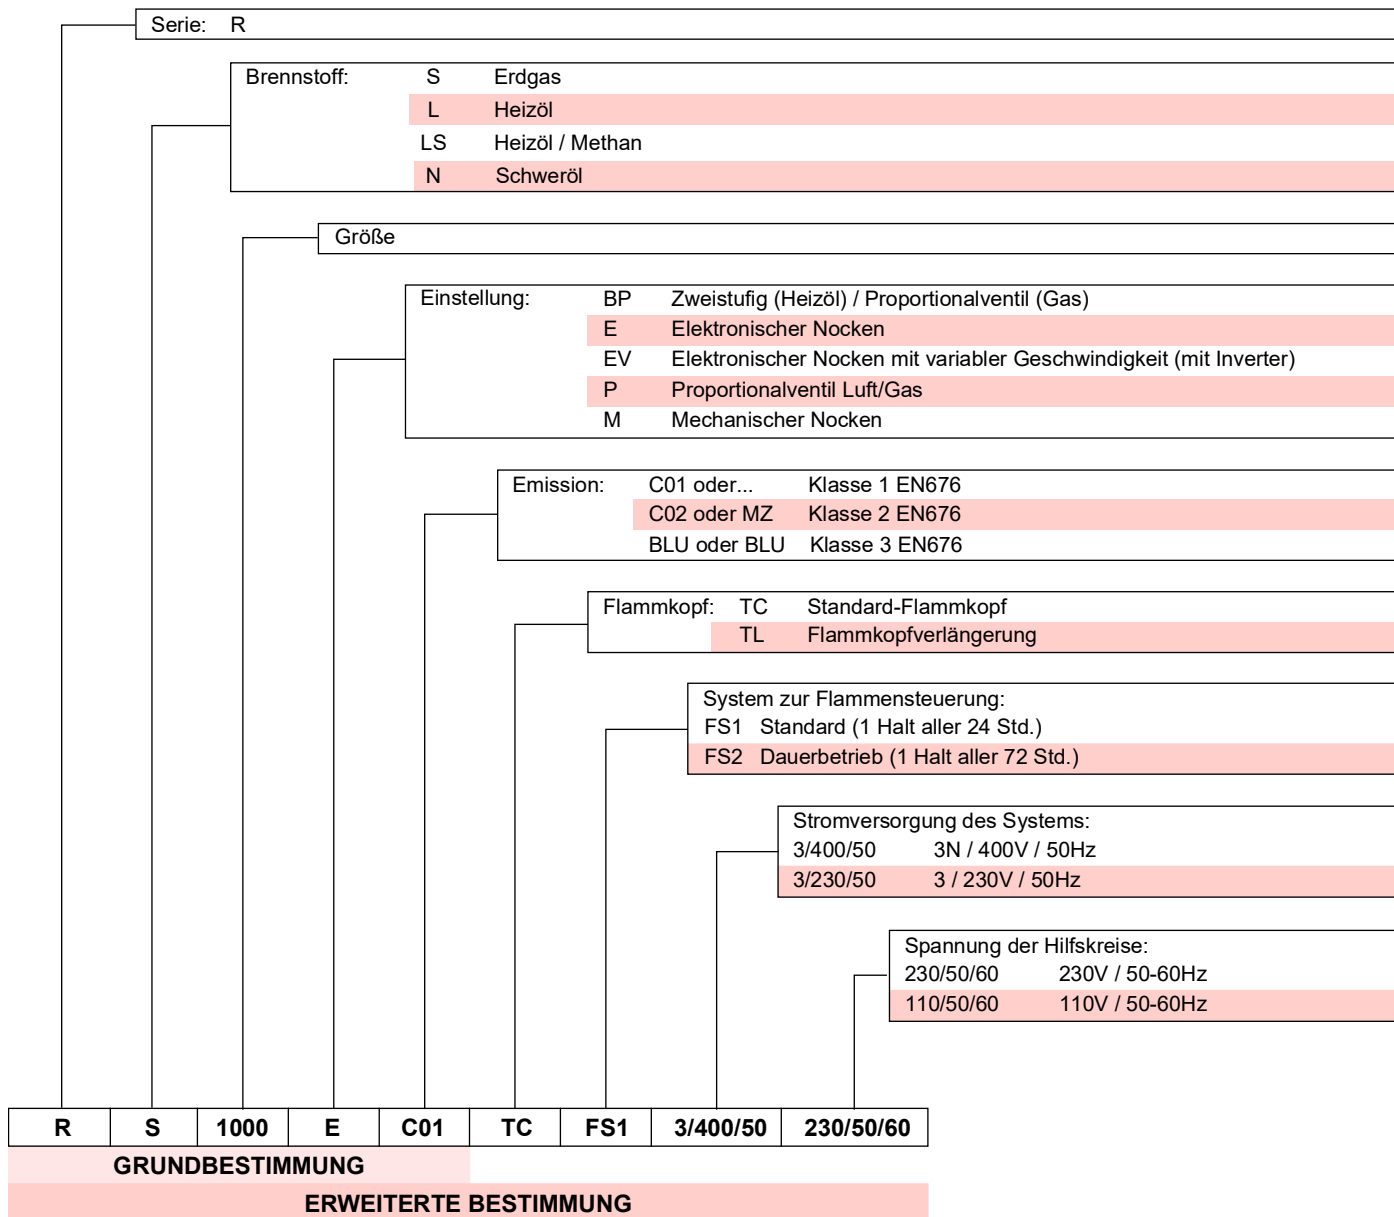 Serie: R
Brennstoff: S Erdgas
L Heizöl
LS Heizöl / Methan
N Schweröl
Größe
Einstellung: BP Zweistufig (Heizöl) / Proportionalventil (Gas)
E Elektronischer Nocken
EV Elektronischer Nocken mit variabler Geschwindigkeit (mit Inverter)
P Proportionalventil Luft/Gas
M Mechanischer Nocken
Emission: C01 oder... Klasse 1 EN676
C02 oder MZ Klasse 2 EN676
BLU oder BLU Klasse 3 EN676
Flammkopf: TC Standard-Flammkopf
TL Flammkopfverlängerung
System zur Flammensteuerung:
FS1 Standard (1 Halt aller 24 Std.)
FS2 Dauerbetrieb (1 Halt aller 72 Std.)
Stromversorgung des Systems:
3/400/50 3N / 400V / 50Hz
3/230/50 3 / 230V / 50Hz
Spannung der Hilfskreise:
230/50/60 230V / 50-60Hz
110/50/60 110V / 50-60Hz
R S 1000 E C01 TC FS1 3/400/50 230/50/60
GRUNDBESTIMMUNG
ERWEITERTE BESTIMMUNG